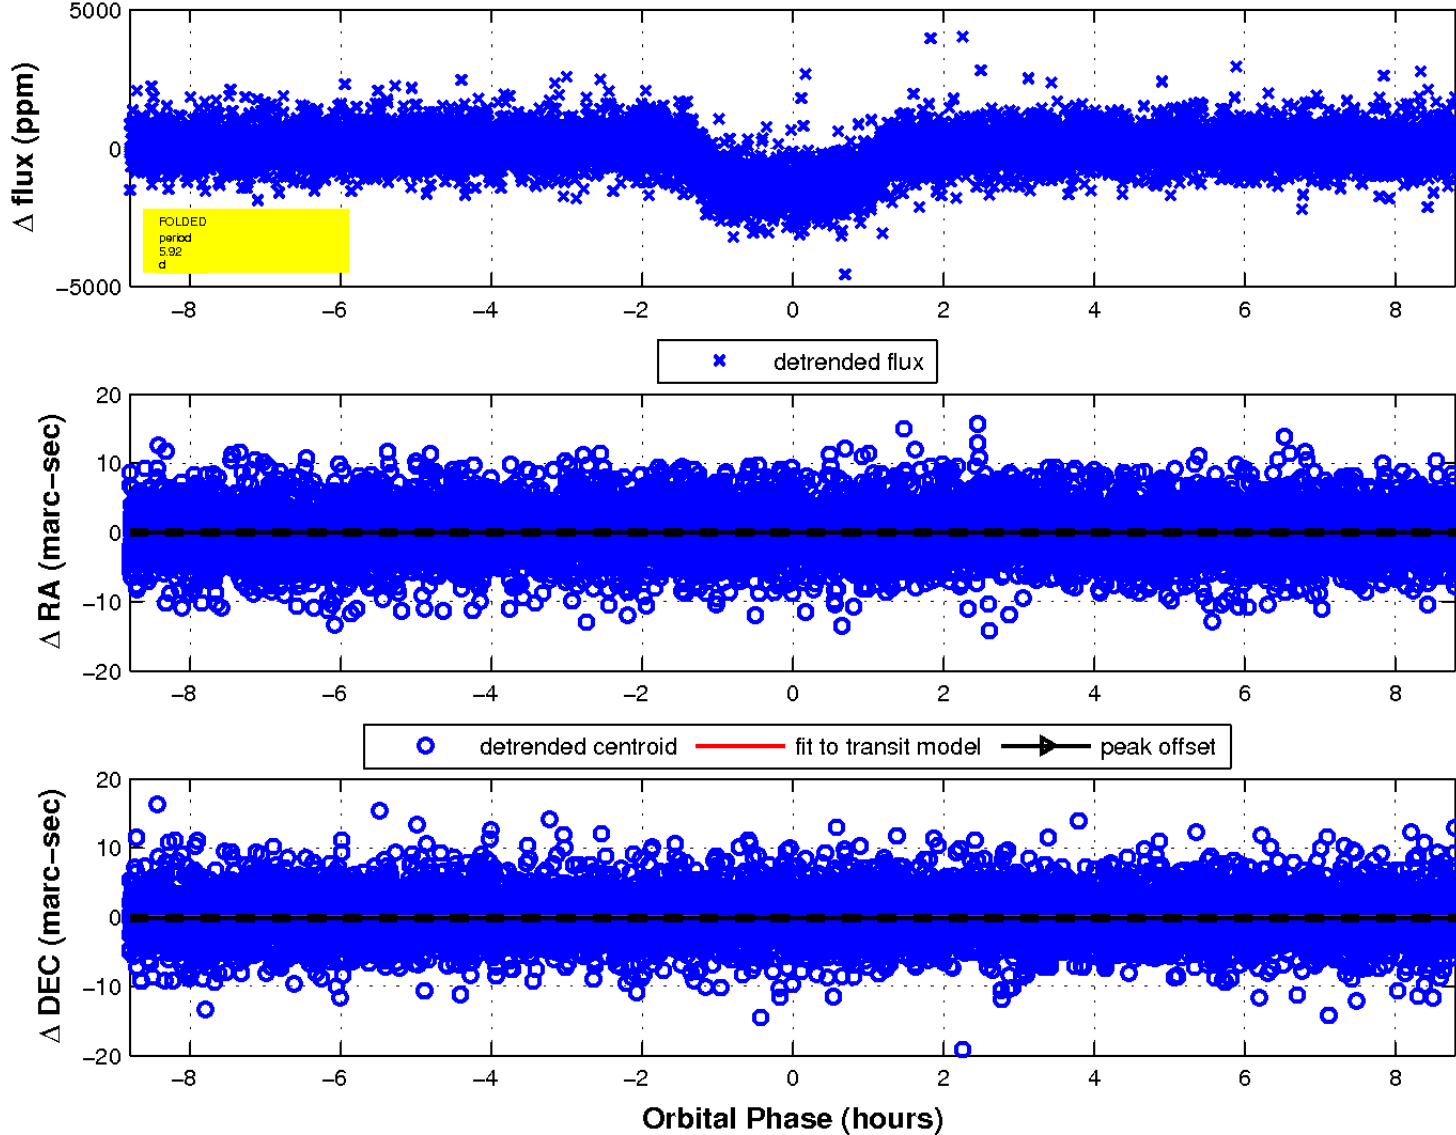 5000
0
−5000
Δ flux (ppm)
FOLDED
period
5.92
d
−8 −6 −4 −2 0 2 4 6 8
detrended flux
20
10
0
−10
−20
Δ RA (marc−sec)
−8 −6 −4 −2 0 2 4 6 8
detrended centroid fit to transit model peak offset
20
10
0
−10
−20
Δ DEC (marc−sec)
−8 −6 −4 −2 0 2 4 6 8
Orbital Phase (hours)